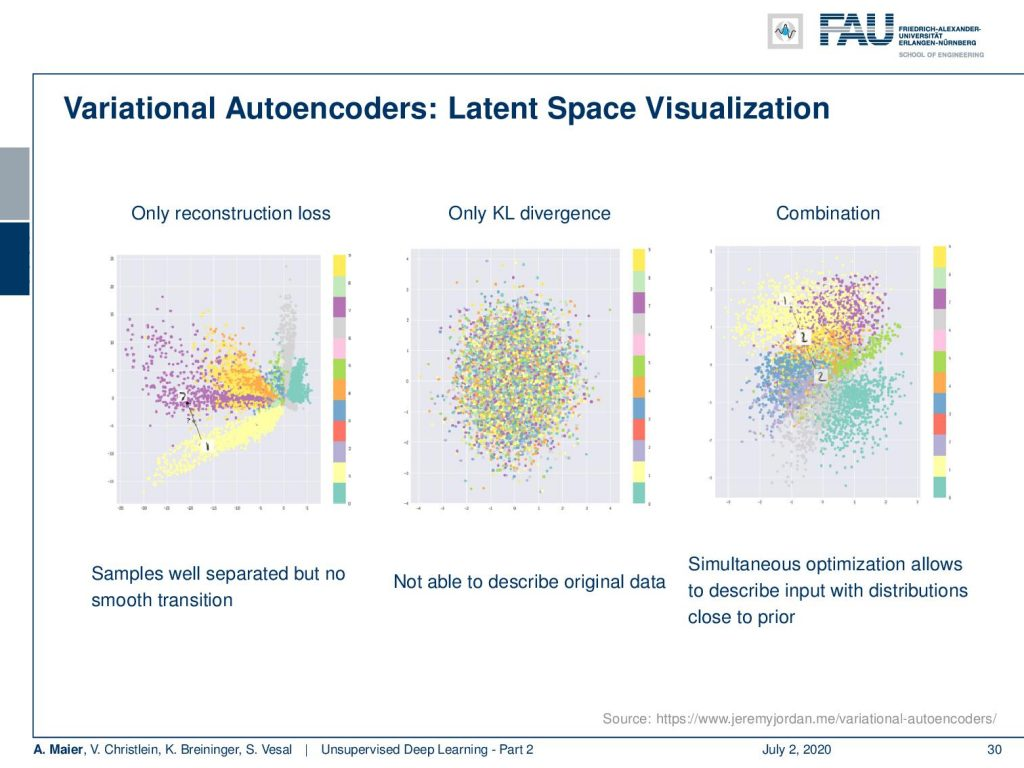 FAU
FRIEDRICH-ALEXANDER-
UNIVERSITÄT
ERLANGEN-NÜRNBERG
SCHOOL OF ENGINEERING
Variational Autoencoders: Latent Space Visualization
Only reconstruction loss
Only KL divergence
Combination
Samples well separated but no
smooth transition
Not able to describe original data
Simultaneous optimization allows
to describe input with distributions
close to prior
Source: https://www.jeremyjordan.me/variational-autoencoders/
A. Maier, V. Christlein, K. Breininger, S. Vesal | Unsupervised Deep Learning - Part 2 July 2, 2020 30